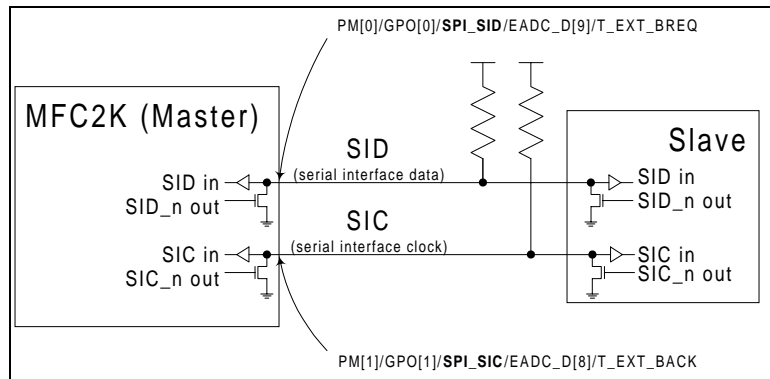 PM[0]/GPO[0]/SPI_SID/EADC_D[9]/T_EXT_BREQ
MFC2K (Master)
Slave
SID
(serial interface data)
SID in
SID_n out
SID in
SID_n out
SIC
(serial interface clock)
SIC in
SIC_n out
SIC in
SIC_n out
PM[1]/GPO[1]/SPI_SIC/EADC_D[8]/T_EXT_BACK